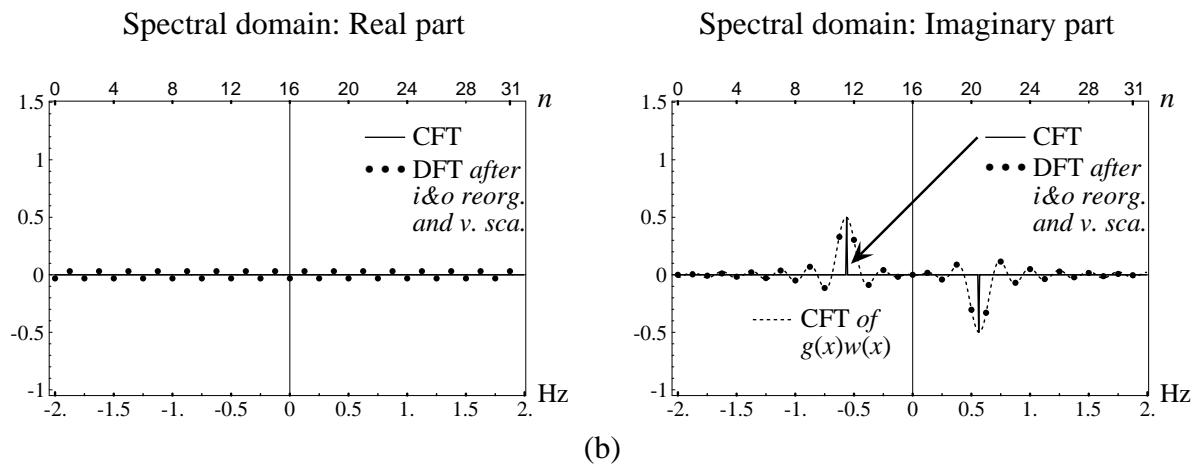 Spectral domain: Real part
0 4 8 12 16 20 24 28 31 n
1.5
1
0.5
0
-0.5
-1
CFT
DFT after
i&o reorg.
and v. sca.
-2. -1. -0.5 0 0.5 1. 1.5 2. Hz
Spectral domain: Imaginary part
0 4 8 12 16 20 24 28 31 n
1.5
1
0.5
0
-0.5
-1
CFT
DFT after
i&o reorg.
and v. sca.
CFT of
g(x)w(x)
-2. -1. -0.5 0 0.5 1. 1.5 2. Hz
(b)